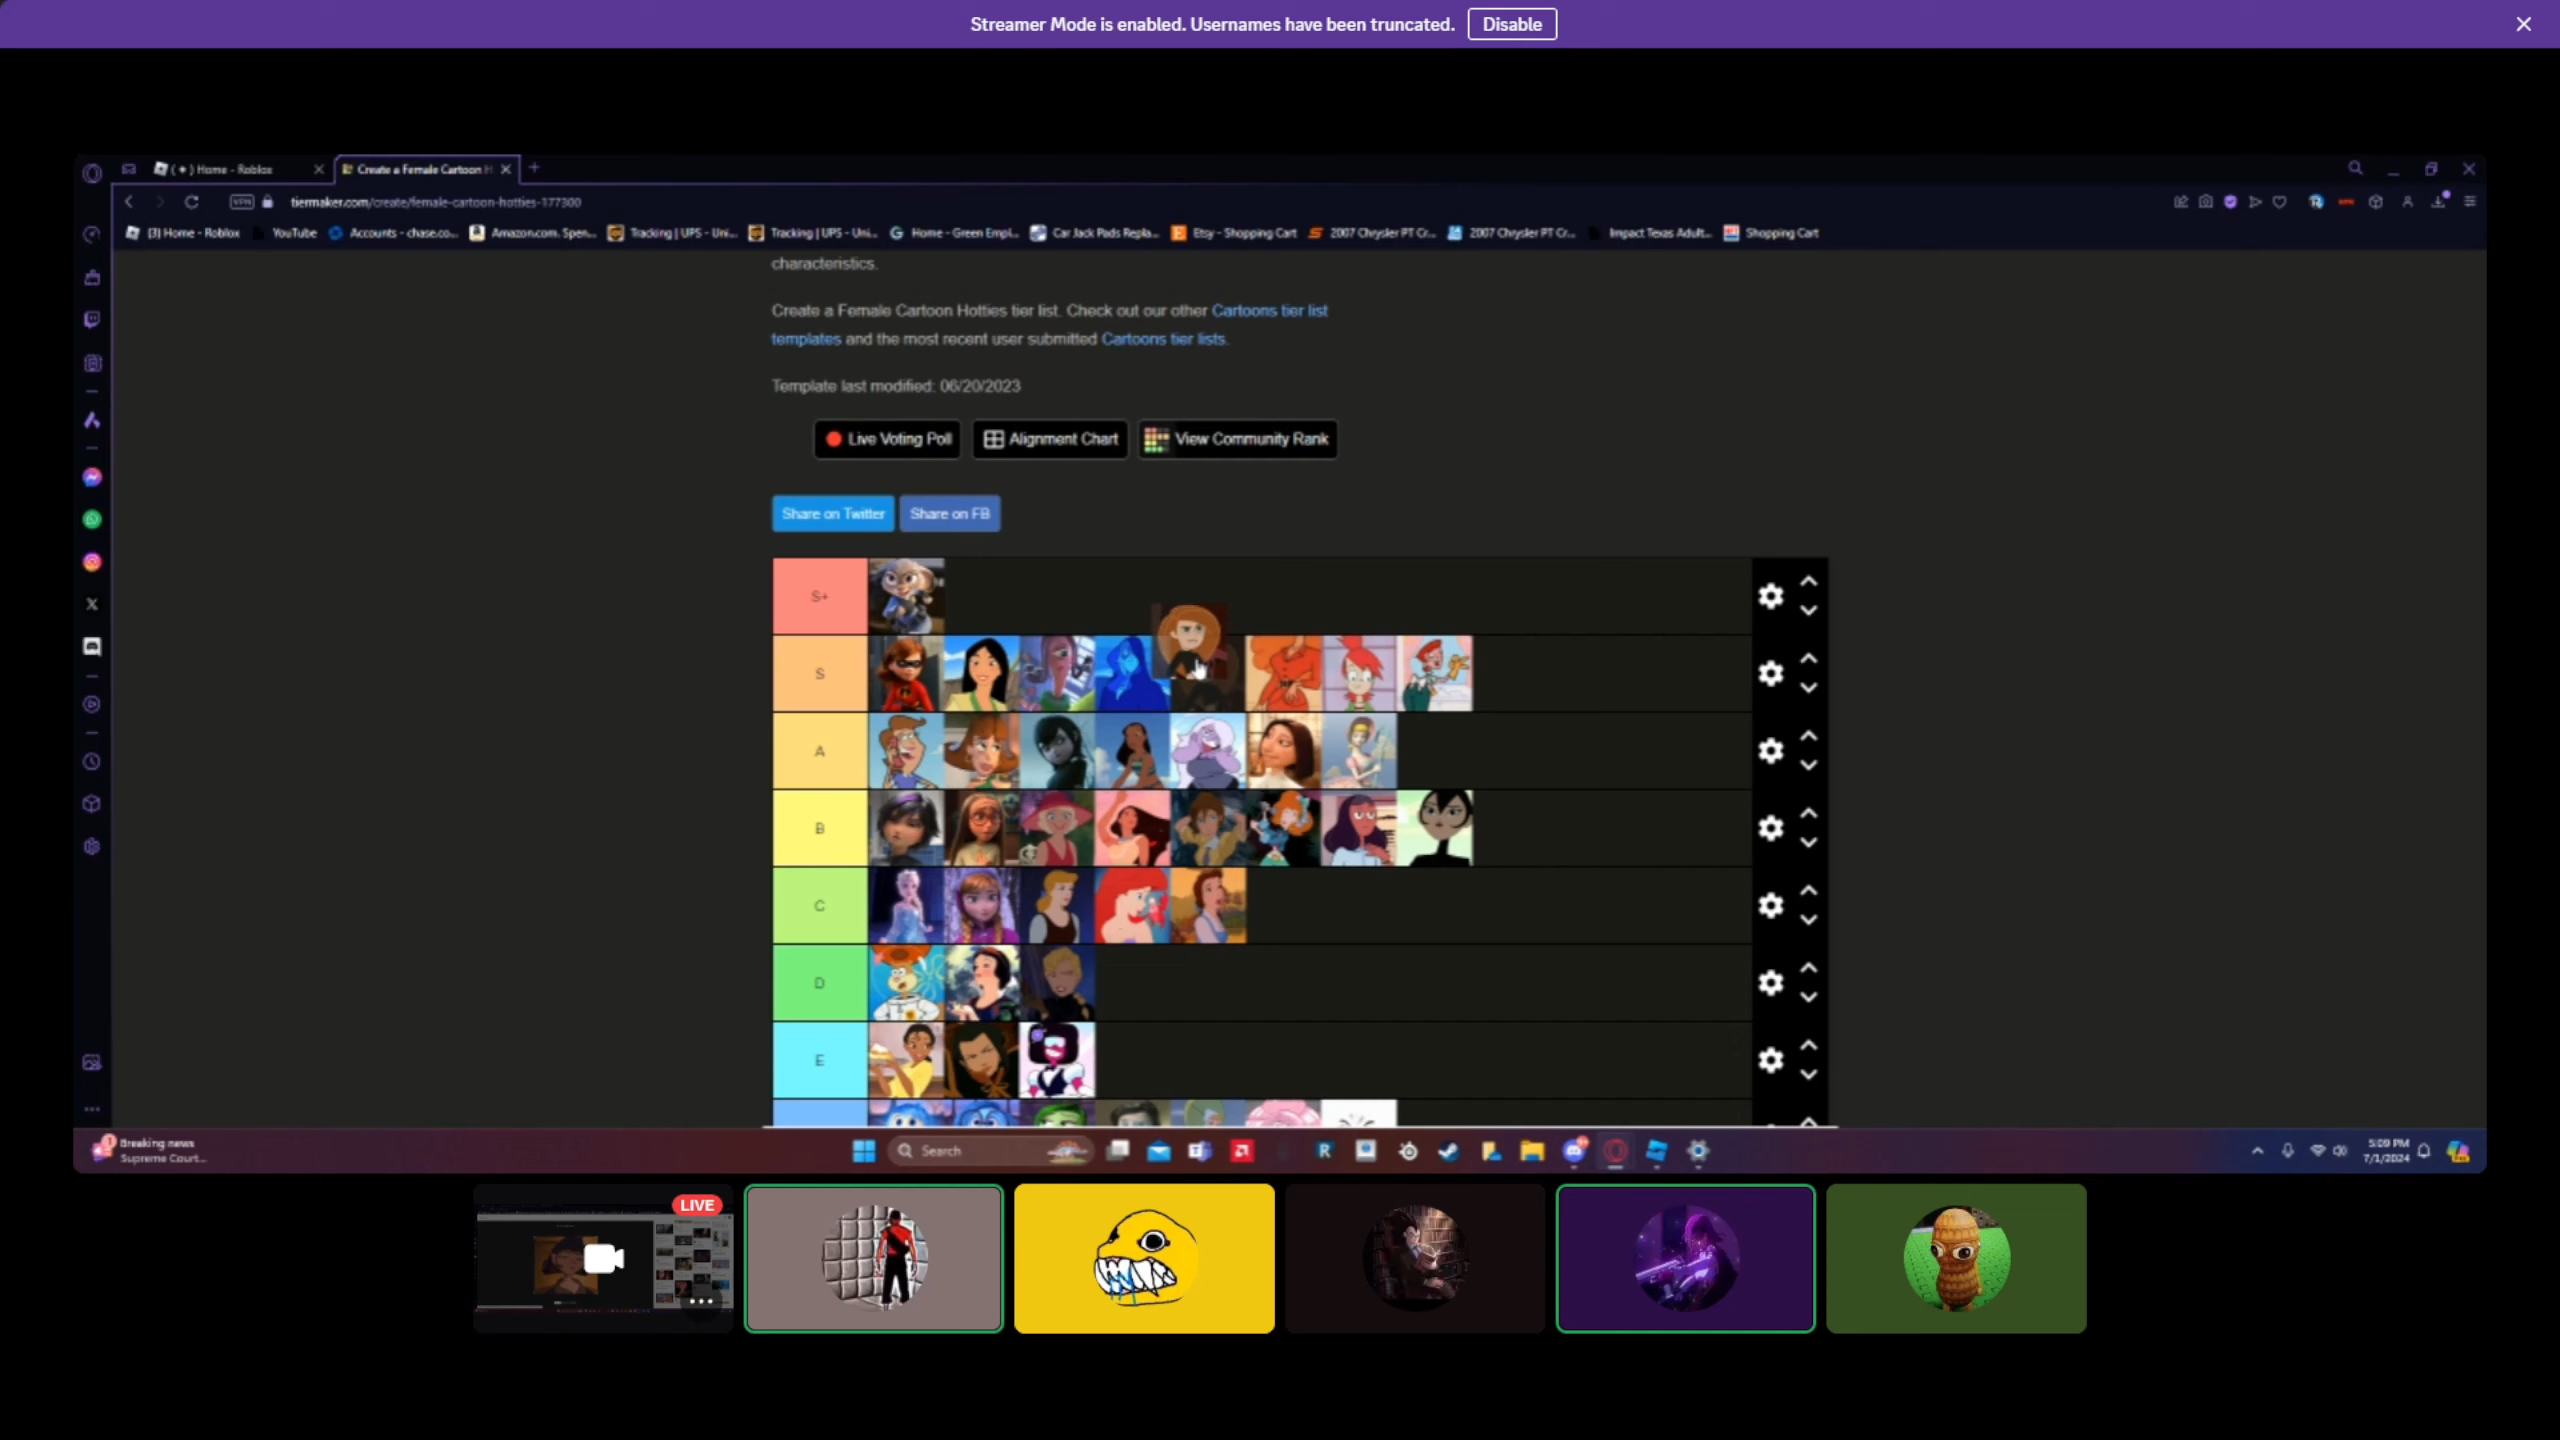 Streamer Mode is enabled. Usernames have been truncated. Disable
Home - Roblox
Create a Female Cartoon H
VPN
tiermaker.com/create/female-cartoon-hotties-177300
(3) Home - Roblox
YouTube
Accounts - chase.co...
Amazon.com. Spen...
Tracking | UPS - Uni...
Tracking | UPS - Uni...
Home - Green Empl...
Car Jack Pads Repla...
Etsy - Shopping Cart
2007 Chrysler PT Cr...
2007 Chrysler PT Cr...
Impact Texas Adult...
Shopping Cart
characteristics.
Create a Female Cartoon Hotties tier list. Check out our other Cartoons tier list
templates and the most recent user submitted Cartoons tier lists.
Template last modified: 06/20/2023
Live Voting Poll
Alignment Chart
View Community Rank
Share on Twitter
Share on FB
S+
S
A
B
C
D
E
Breaking news
Supreme Court...
Search
5:09 PM
7/1/2024
LIVE